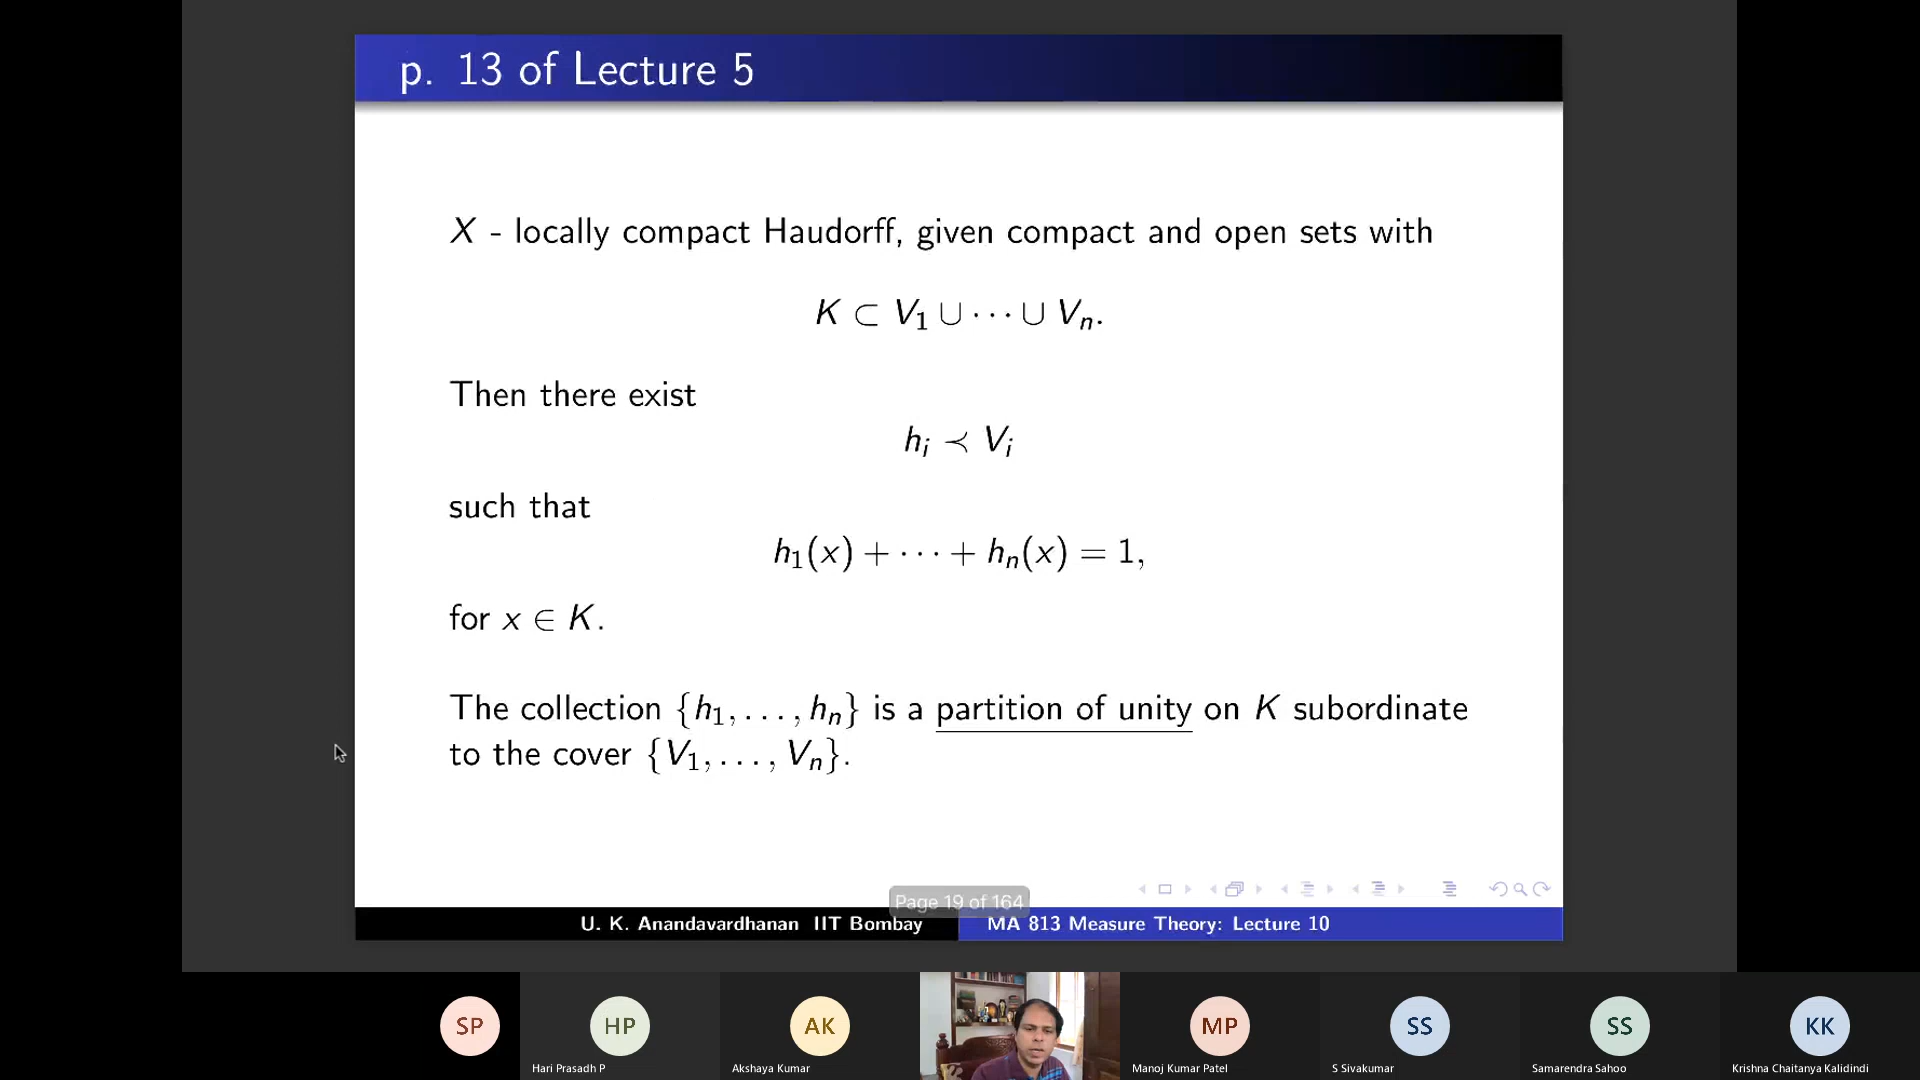 p. 13 of Lecture 5
X - locally compact Haudorff, given compact and open sets with
K ⊂ V₁ ∪ ⋯ ∪ Vₙ.
Then there exist
hᵢ ≺ Vᵢ
such that
h₁(x) + ⋯ + hₙ(x) = 1,
for x ∈ K.
The collection {h₁, . . . , hₙ} is a partition of unity on K subordinate
to the cover {V₁, . . . , Vₙ}.
Page 19 of 164
U. K. Anandavardhanan IIT Bombay
MA 813 Measure Theory: Lecture 10
SP
HP
AK
MP
SS
SS
KK
Hari Prasadh P
Akshaya Kumar
Manoj Kumar Patel
S Sivakumar
Samarendra Sahoo
Krishna Chaitanya Kalidindi